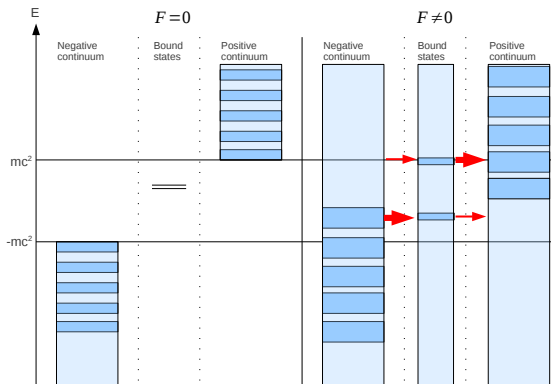 E
F=0
F≠0
Negative
continuum
Bound
states
Positive
continuum
Negative
continuum
Bound
states
Positive
continuum
mc²
-mc²